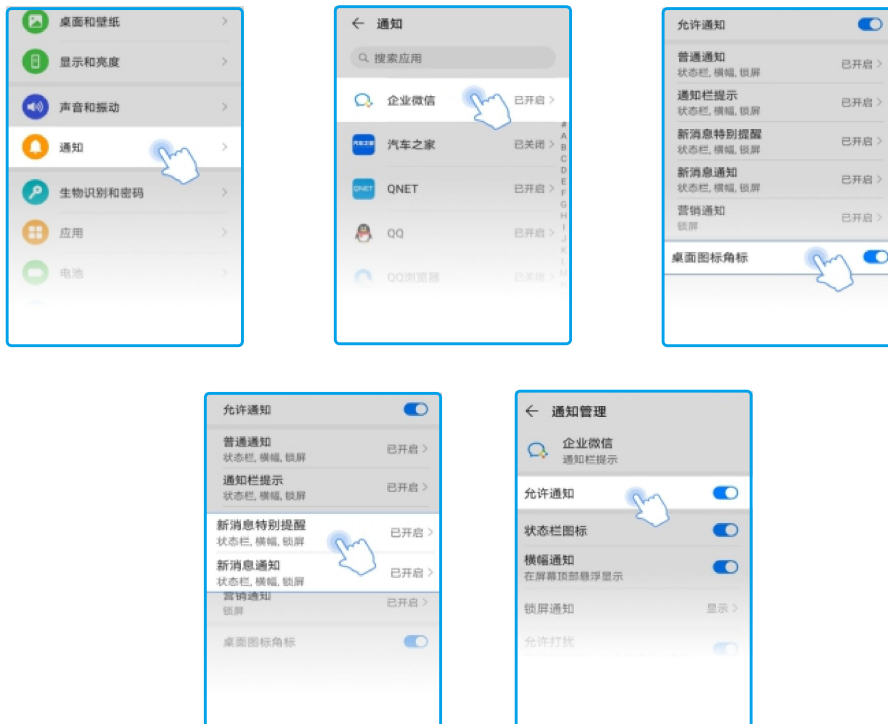 桌面和壁纸
显示和亮度
声音和振动
通知
生物识别和密码
应用
电池
通知
搜索应用
企业微信 已开启
汽车之家 汽车之家 已关闭
QNET QNET 已开启
QQ 已开启
QQ浏览器 已关闭
#
A
B
C
D
E
F
G
H
I
J
K
L
M
允许通知
普通通知 已开启
状态栏, 横幅, 锁屏
通知栏提示 已开启
状态栏, 横幅, 锁屏
新消息特别提醒 已开启
状态栏, 横幅, 锁屏
新消息通知 已开启
状态栏, 横幅, 锁屏
营销通知 已开启
锁屏
桌面图标角标
允许通知
普通通知 已开启
状态栏, 横幅, 锁屏
通知栏提示 已开启
状态栏, 横幅, 锁屏
新消息特别提醒 已开启
状态栏, 横幅, 锁屏
新消息通知 已开启
状态栏, 横幅, 锁屏
营销通知 已开启
锁屏
桌面图标角标
通知管理
企业微信
通知栏提示
允许通知
状态栏图标
横幅通知
在屏幕顶部悬浮显示
锁屏通知 显示
允许打扰